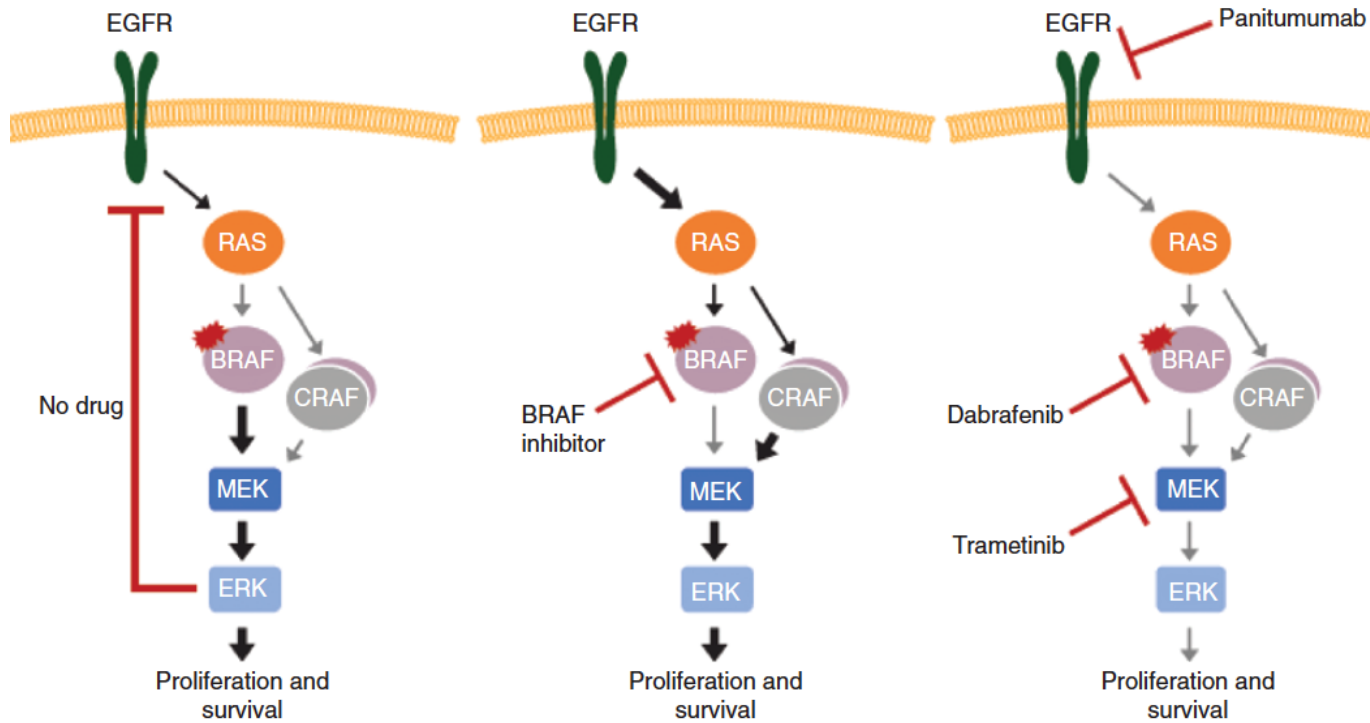 EGFR
RAS
BRAF
CRAF
No drug
MEK
ERK
Proliferation and
survival
EGFR
RAS
BRAF
CRAF
BRAF
inhibitor
MEK
ERK
Proliferation and
survival
EGFR
Panitumumab
RAS
BRAF
CRAF
Dabrafenib
MEK
Trametinib
ERK
Proliferation and
survival